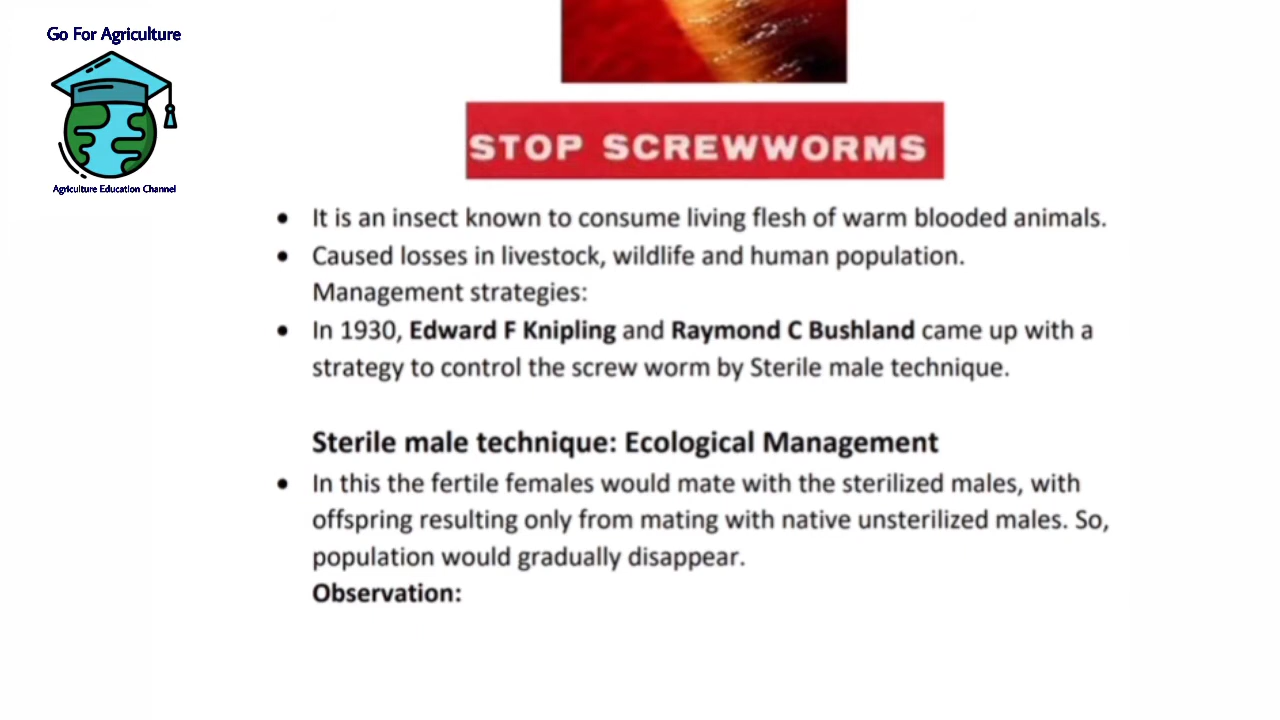 Go For Agriculture
Agriculture Education Channel
STOP SCREWWORMS
• It is an insect known to consume living flesh of warm blooded animals.
• Caused losses in livestock, wildlife and human population.
Management strategies:
• In 1930, Edward F Knipling and Raymond C Bushland came up with a
strategy to control the screw worm by Sterile male technique.
Sterile male technique: Ecological Management
• In this the fertile females would mate with the sterilized males, with
offspring resulting only from mating with native unsterilized males. So,
population would gradually disappear.
Observation: